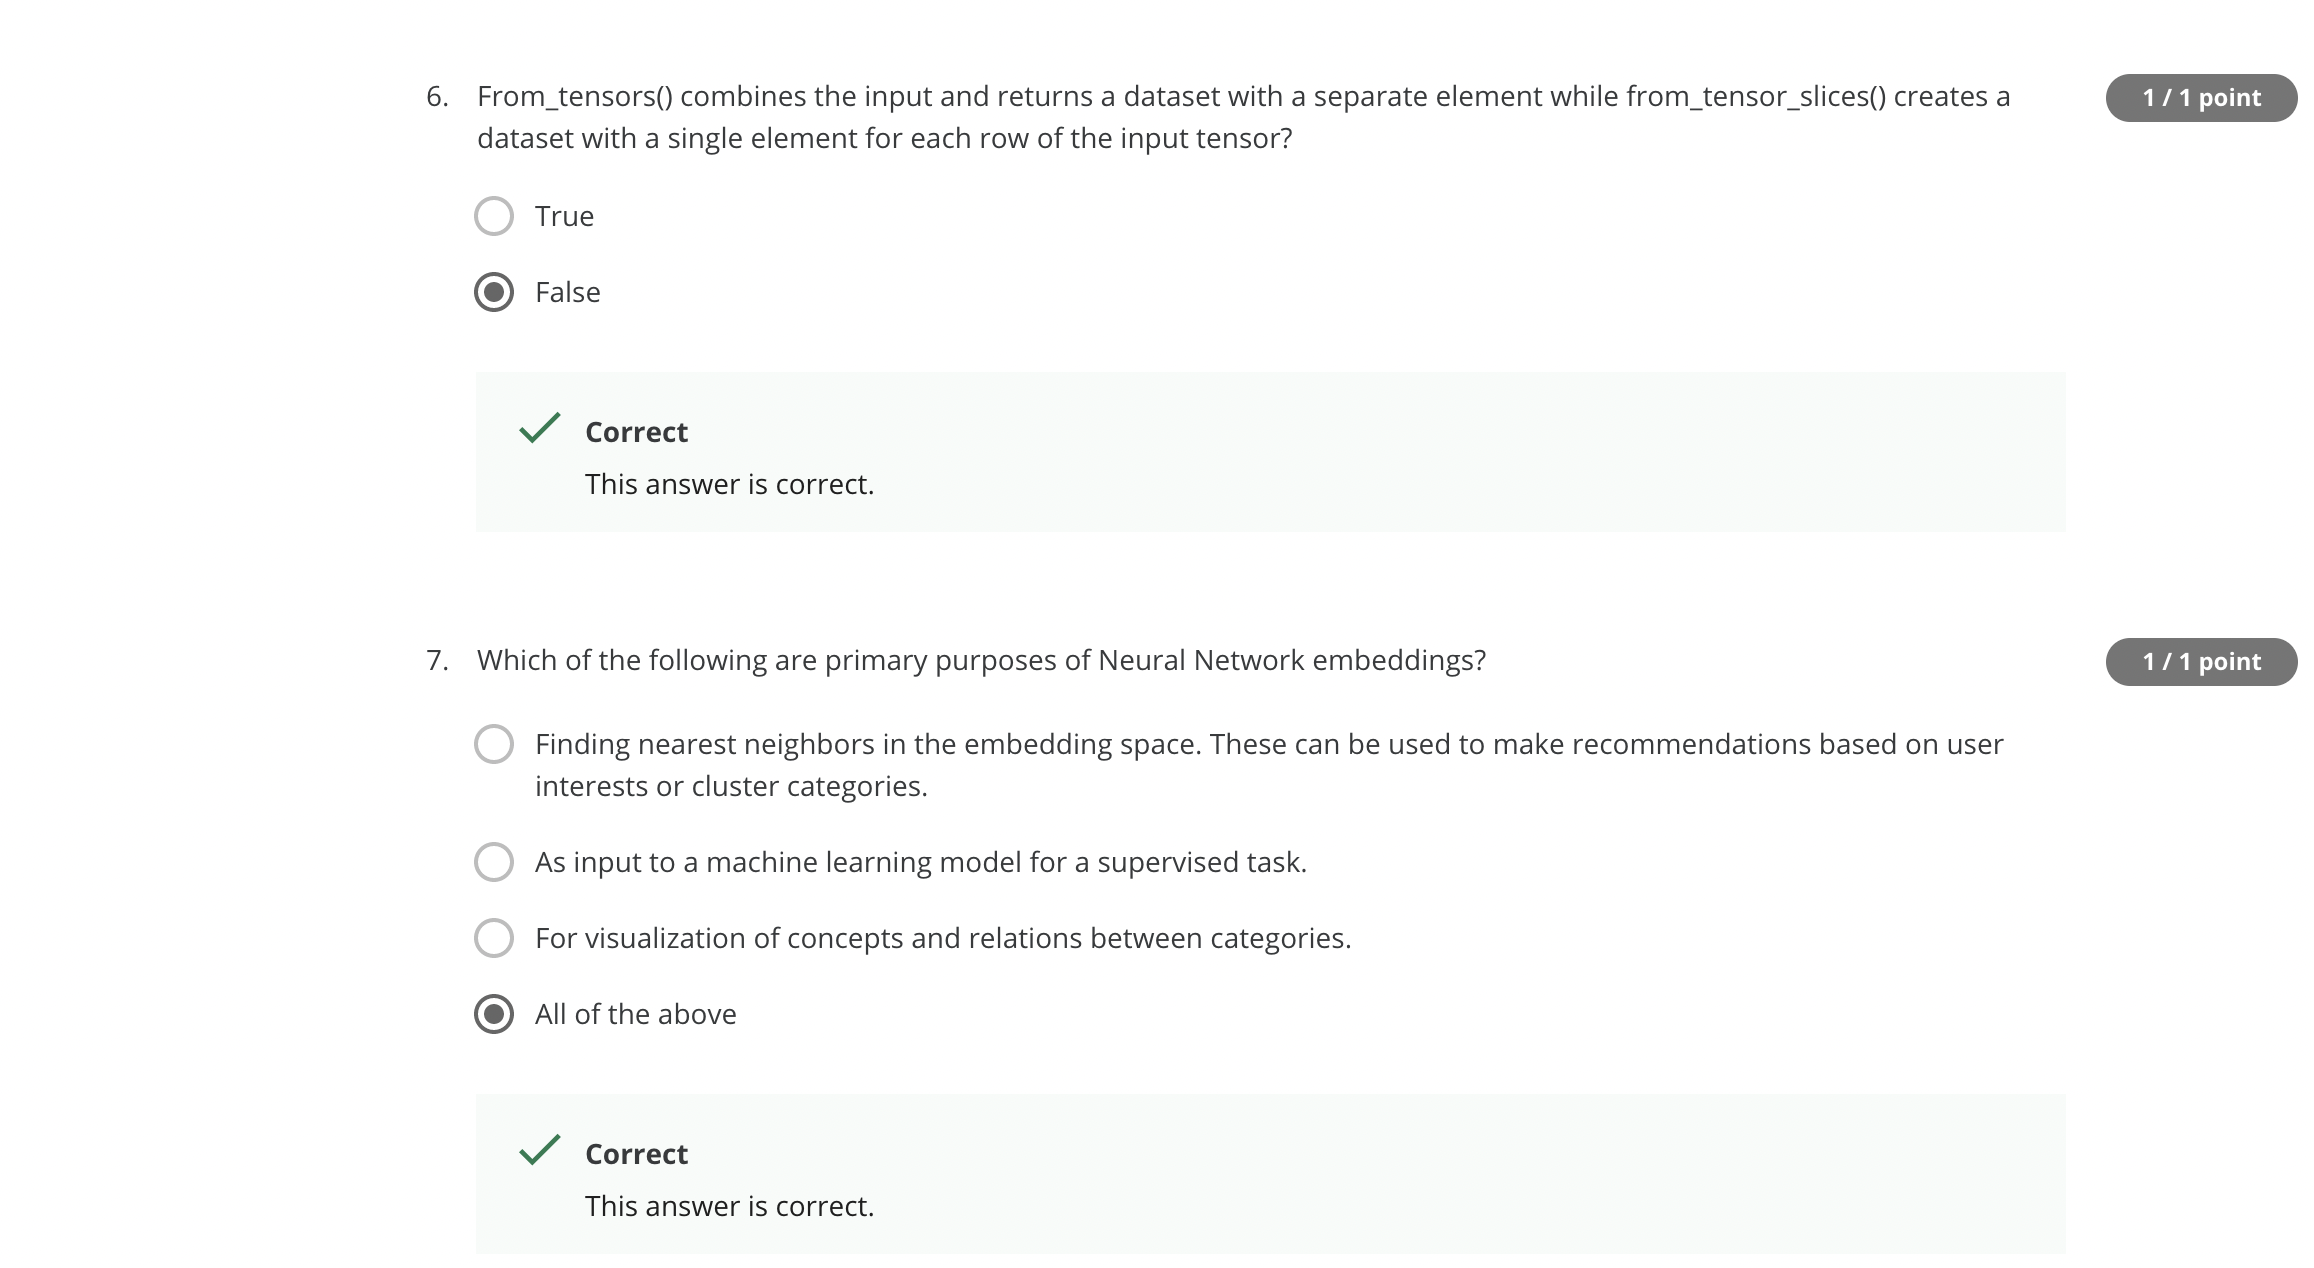 6. From_tensors() combines the input and returns a dataset with a separate element while from_tensor_slices() creates a
dataset with a single element for each row of the input tensor?
1 / 1 point
True
False
Correct
This answer is correct.
7. Which of the following are primary purposes of Neural Network embeddings?
1 / 1 point
Finding nearest neighbors in the embedding space. These can be used to make recommendations based on user
interests or cluster categories.
As input to a machine learning model for a supervised task.
For visualization of concepts and relations between categories.
All of the above
Correct
This answer is correct.